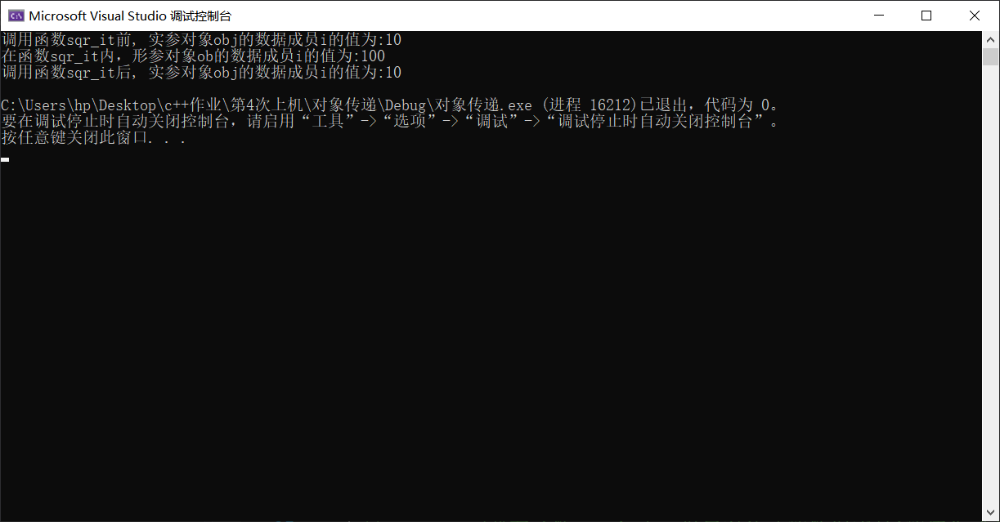 Microsoft Visual Studio 调试控制台
调用函数sqr_it前, 实参对象obj的数据成员i的值为:10
在函数sqr_it内，形参对象ob的数据成员i的值为:100
调用函数sqr_it后, 实参对象obj的数据成员i的值为:10
C:\Users\hp\Desktop\c++作业\第4次上机\对象传递\Debug\对象传递.exe (进程 16212)已退出，代码为 0。
要在调试停止时自动关闭控制台，请启用“工具”->“选项”->“调试”->“调试停止时自动关闭控制台”。
按任意键关闭此窗口. . .